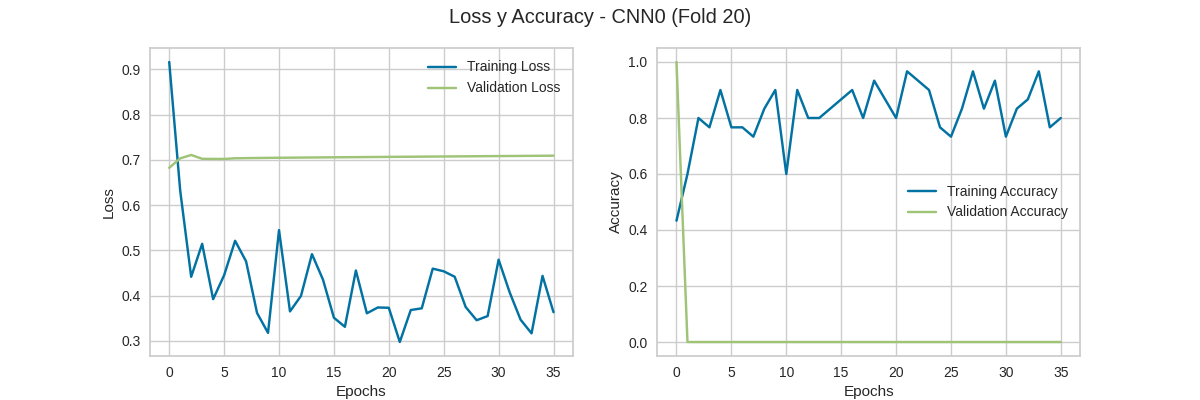 Loss y Accuracy - CNN0 (Fold 20)
Training Loss
Validation Loss
0.9
0.8
0.7
0.6
0.5
0.4
0.3
Loss
0 5 10 15 20 25 30 35
Epochs
Training Accuracy
Validation Accuracy
1.0
0.8
0.6
0.4
0.2
0.0
Accuracy
0 5 10 15 20 25 30 35
Epochs